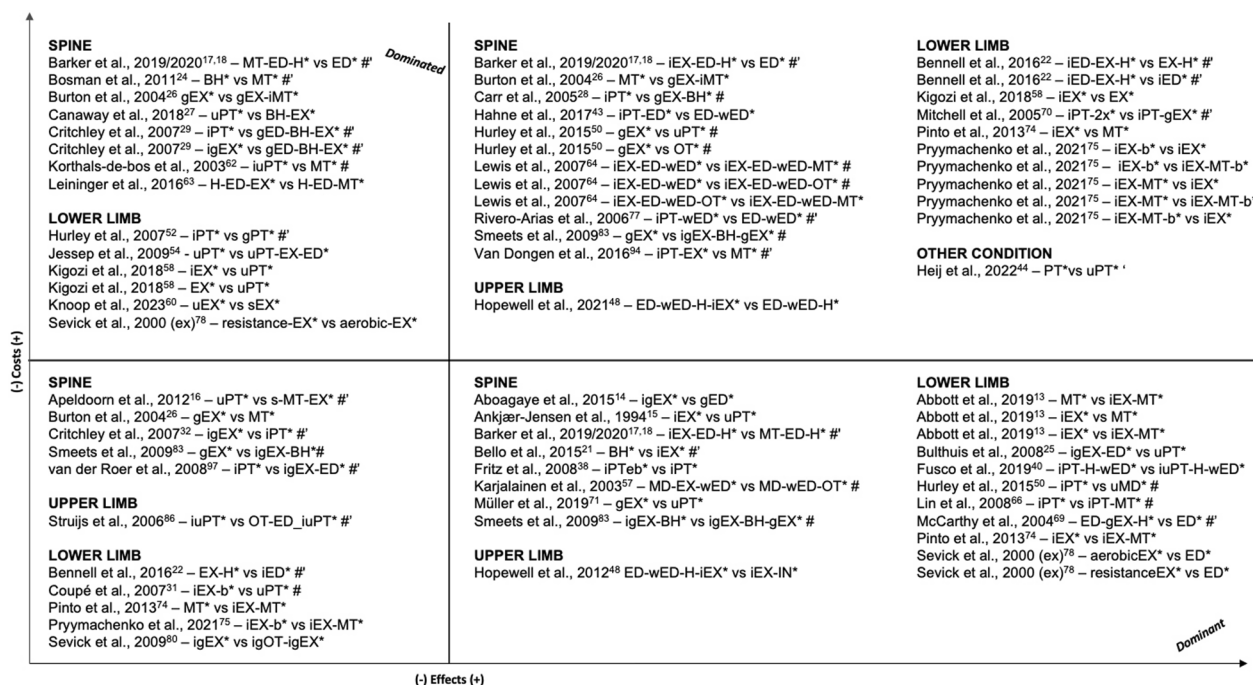 SPINE
Barker et al., 2019/202017,18 – MT-ED-H* vs ED* #'
Bosman et al., 201124 – BH* vs MT* #'
Burton et al., 200426 gEX* vs gEX-iMT*
Canaway et al., 201827 – uPT* vs BH-EX*
Critchley et al., 200729 – iPT* vs gED-BH-EX* #'
Critchley et al., 200729 – igEX* vs gED-BH-EX* #'
Korthals-de-bos et al., 200362 – iuPT* vs MT* #
Leininger et al., 201663 – H-ED-EX* vs H-ED-MT*
LOWER LIMB
Hurley et al., 200752 – iPT* vs gPT* #'
Jessep et al., 200954 - uPT* vs uPT-EX-ED*
Kigozi et al., 201858 – iEX* vs uPT*
Kigozi et al., 201858 – EX* vs uPT*
Knoop et al., 202360 – uEX* vs sEX*
Sevick et al., 2000 (ex)78 – resistance-EX* vs aerobic-EX*
Dominated
SPINE
Barker et al., 2019/202017,18 – iEX-ED-H* vs ED* #'
Burton et al., 200426 – MT* vs gEX-iMT*
Carr et al., 200528 – iPT* vs gEX-BH* #
Hahne et al., 201743 – iPT-ED* vs ED-wED*
Hurley et al., 201550 – gEX* vs uPT* #
Hurley et al., 201550 – gEX* vs OT* #
Lewis et al., 200764 – iEX-ED-wED* vs iEX-ED-wED-MT* #
Lewis et al., 200764 – iEX-ED-wED* vs iEX-ED-wED-OT* #
Lewis et al., 200764 – iEX-ED-wED-OT* vs iEX-ED-wED-MT*
Rivero-Arias et al., 200677 – iPT-wED* vs ED-wED* #'
Smeets et al., 200983 – gEX* vs igEX-BH-gEX* #
Van Dongen et al., 201694 – iPT-EX* vs MT* #'
UPPER LIMB
Hopewell et al., 202148 – ED-wED-H-iEX* vs ED-wED-H*
LOWER LIMB
Bennell et al., 201622 – iED-EX-H* vs EX-H* #'
Bennell et al., 201622 – iED-EX-H* vs iED* #'
Kigozi et al., 201858 – iEX* vs EX*
Mitchell et al., 200570 – iPT-2x* vs iPT-gEX* #'
Pinto et al., 201374 – iEX* vs MT*
Pryymachenko et al., 202175 – iEX-b* vs iEX*
Pryymachenko et al., 202175 – iEX-b* vs iEX-MT-b*
Pryymachenko et al., 202175 – iEX-MT* vs iEX*
Pryymachenko et al., 202175 – iEX-MT* vs iEX-MT-b*
Pryymachenko et al., 202175 – iEX-MT-b* vs iEX*
OTHER CONDITION
Heij et al., 202244 – PT*vs uPT* ‘
(-) Costs (+)
SPINE
Apeldoorn et al., 201216 – uPT* vs s-MT-EX* #'
Burton et al., 200426 – gEX* vs MT*
Critchley et al., 200732 – igEX* vs iPT* #'
Smeets et al., 200983 – gEX* vs igEX-BH*#
van der Roer et al., 200897 – iPT* vs igEX-ED* #'
UPPER LIMB
Struijs et al., 200686 – iuPT* vs OT-ED_iuPT* #'
LOWER LIMB
Bennell et al., 201622 – EX-H* vs iED* #'
Coupé et al., 200731 – iEX-b* vs uPT* #
Pinto et al., 201374 – MT* vs iEX-MT*
Pryymachenko et al., 202175 – iEX-b* vs iEX-MT*
Sevick et al., 200980 – igEX* vs igOT-igEX*
SPINE
Aboagaye et al., 201514 – igEX* vs gED*
Ankjær-Jensen et al., 199415 – iEX* vs uPT*
Barker et al., 2019/202017,18 – iEX-ED-H* vs MT-ED-H* #'
Bello et al., 201521 – BH* vs iEX* #'
Fritz et al., 200838 – iPTeb* vs iPT*
Karjalainen et al., 200357 – MD-EX-wED* vs MD-wED-OT* #
Müller et al., 201971 – gEX* vs uPT*
Smeets et al., 200983 – igEX-BH* vs igEX-BH-gEX* #
UPPER LIMB
Hopewell et al., 201248 ED-wED-H-iEX* vs iEX-IN*
LOWER LIMB
Abbott et al., 201913 – MT* vs iEX-MT*
Abbott et al., 201913 – iEX* vs MT*
Abbott et al., 201913 – iEX* vs iEX-MT*
Bulthuis et al., 200825 – igEX-ED* vs uPT*
Fusco et al., 201940 – iPT-H-wED* vs iuPT-H-wED*
Hurley et al., 201550 – iPT* vs uMD* #
Lin et al., 200866 – iPT* vs iPT-MT* #
McCarthy et al., 200469 – ED-gEX-H* vs ED* #'
Pinto et al., 201374 – iEX* vs iEX-MT*
Sevick et al., 2000 (ex)78 – aerobicEX* vs ED*
Sevick et al., 2000 (ex)78 – resistanceEX* vs ED*
Dominant
(-) Effects (+)